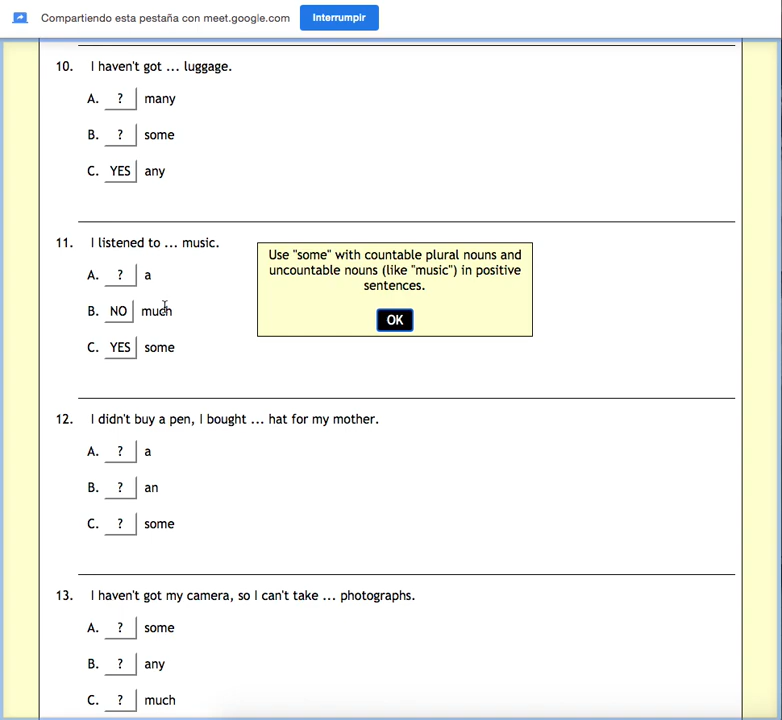 Compartiendo esta pestaña con meet.google.com
Interrumpir
10. I haven't got ... luggage.
A. ? many
B. ? some
C. YES any
11. I listened to ... music.
A. ? a
B. NO much
C. YES some
Use "some" with countable plural nouns and
uncountable nouns (like "music") in positive
sentences.
OK
12. I didn't buy a pen, I bought ... hat for my mother.
A. ? a
B. ? an
C. ? some
13. I haven't got my camera, so I can't take ... photographs.
A. ? some
B. ? any
C. ? much